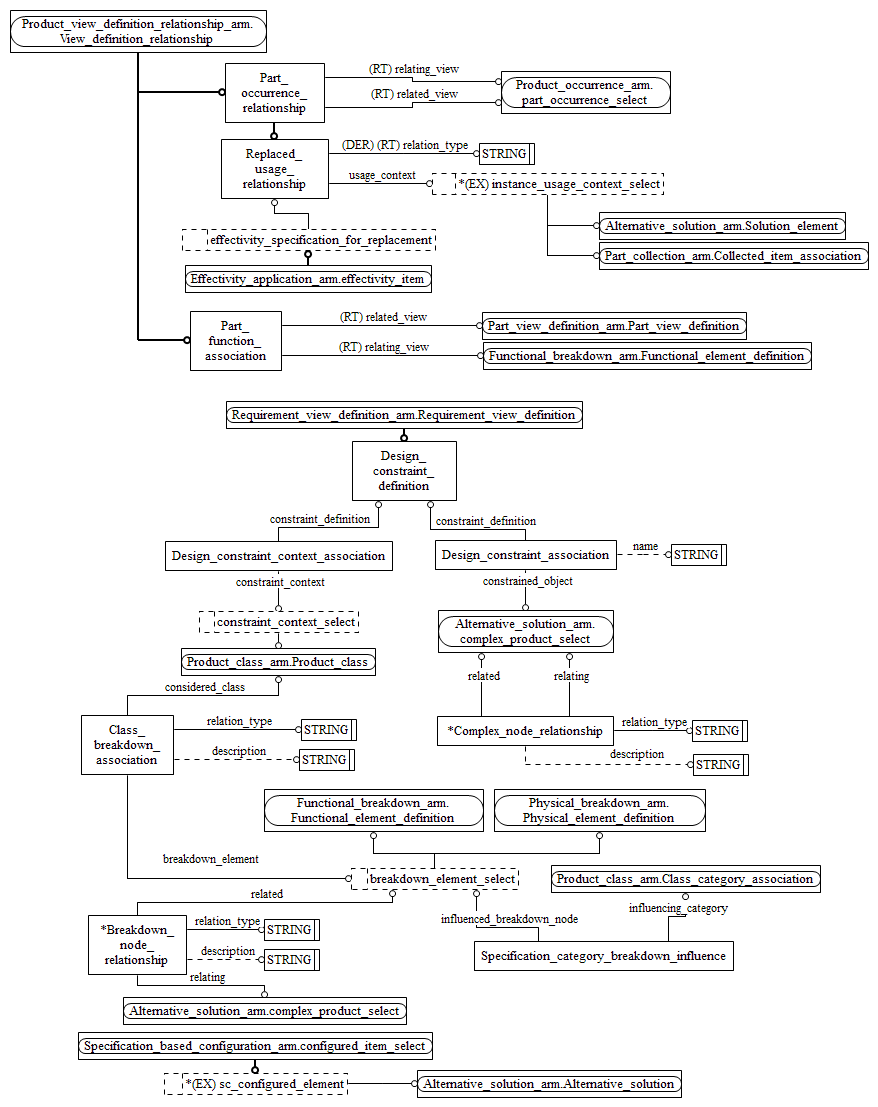 Product_view_definition_relationship_arm.
View_definition_relationship
Part_
occurrence_
relationship
(RT) relating_view
(RT) related_view
Product_occurrence_arm.
part_occurrence_select
Replaced_
usage_
relationship
(DER) (RT) relation_type
STRING
usage_context
*(EX) instance_usage_context_select
Alternative_solution_arm.Solution_element
Part_collection_arm.Collected_item_association
effectivity_specification_for_replacement
Effectivity_application_arm.effectivity_item
Part_
function_
association
(RT) related_view
(RT) relating_view
Part_view_definition_arm.Part_view_definition
Functional_breakdown_arm.Functional_element_definition
Requirement_view_definition_arm.Requirement_view_definition
Design_
constraint_
definition
constraint_definition
constraint_definition
Design_constraint_context_association
Design_constraint_association
name
STRING
constraint_context
constrained_object
constraint_context_select
Alternative_solution_arm.
complex_product_select
Product_class_arm.Product_class
considered_class
related
relating
Class_
breakdown_
association
relation_type
STRING
description
STRING
*Complex_node_relationship
relation_type
STRING
description
STRING
Functional_breakdown_arm.
Functional_element_definition
Physical_breakdown_arm.
Physical_element_definition
breakdown_element
breakdown_element_select
Product_class_arm.Class_category_association
related
influenced_breakdown_node
influencing_category
*Breakdown_
node_
relationship
relation_type
STRING
description
STRING
Specification_category_breakdown_influence
relating
Alternative_solution_arm.complex_product_select
Specification_based_configuration_arm.configured_item_select
*(EX) sc_configured_element
Alternative_solution_arm.Alternative_solution